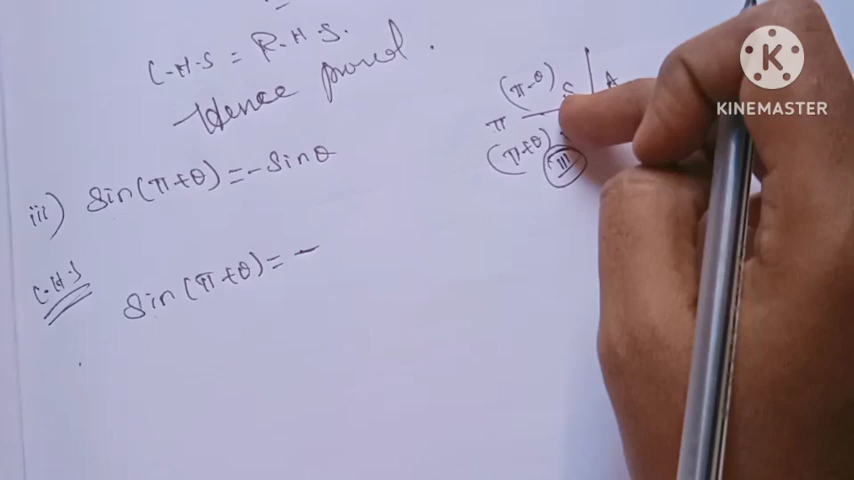 L.H.S = R.H.S.
Hence proved.
iii) Sin(π+θ)=-Sinθ
L.H.S
Sin(π+θ)= -
(π-θ) S A
π
(π+θ)
III
K
KINEMASTER